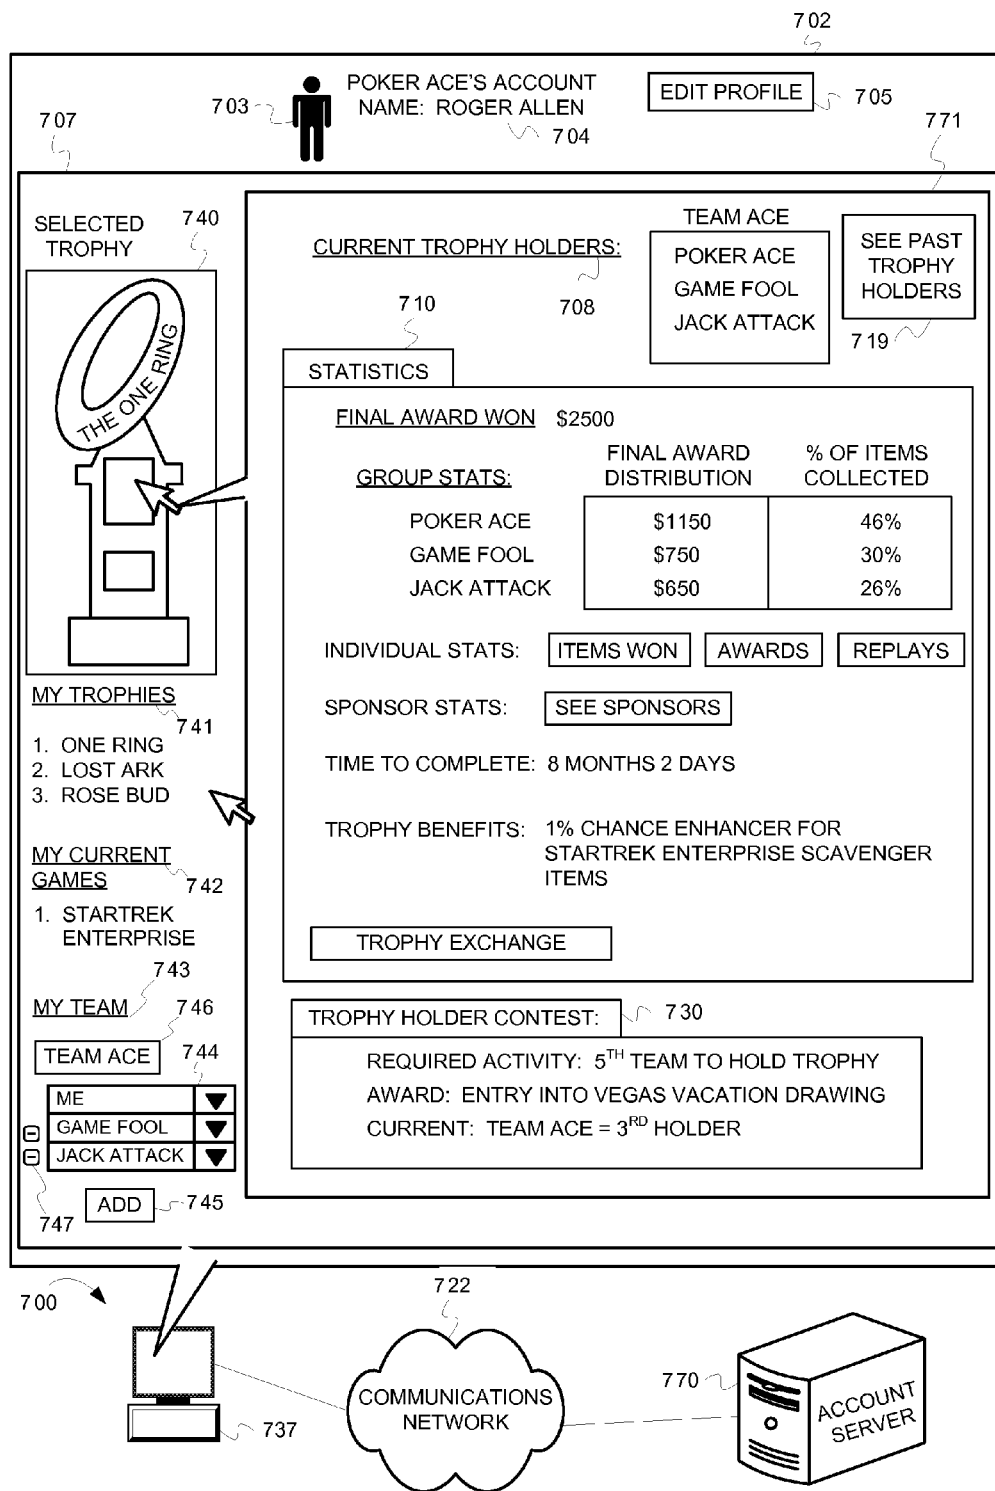 702
POKER ACE'S ACCOUNT
NAME: ROGER ALLEN
EDIT PROFILE
703
704
705
707
771
SELECTED
TROPHY
740
THE ONE RING
CURRENT TROPHY HOLDERS:
708
TEAM ACE
POKER ACE
GAME FOOL
JACK ATTACK
SEE PAST
TROPHY
HOLDERS
719
710
STATISTICS
FINAL AWARD WON $2500
GROUP STATS:
FINAL AWARD
DISTRIBUTION
% OF ITEMS
COLLECTED
POKER ACE $1150 46%
GAME FOOL $750 30%
JACK ATTACK $650 26%
INDIVIDUAL STATS: ITEMS WON AWARDS REPLAYS
SPONSOR STATS: SEE SPONSORS
TIME TO COMPLETE: 8 MONTHS 2 DAYS
TROPHY BENEFITS: 1% CHANCE ENHANCER FOR
STARTREK ENTERPRISE SCAVENGER
ITEMS
TROPHY EXCHANGE
MY TROPHIES
741
1. ONE RING
2. LOST ARK
3. ROSE BUD
MY CURRENT
GAMES
742
1. STARTREK
ENTERPRISE
743
MY TEAM
746
TEAM ACE
744
ME
GAME FOOL
JACK ATTACK
747
ADD
745
TROPHY HOLDER CONTEST:
730
REQUIRED ACTIVITY: 5TH TEAM TO HOLD TROPHY
AWARD: ENTRY INTO VEGAS VACATION DRAWING
CURRENT: TEAM ACE = 3RD HOLDER
700
722
COMMUNICATIONS
NETWORK
737
770
ACCOUNT
SERVER